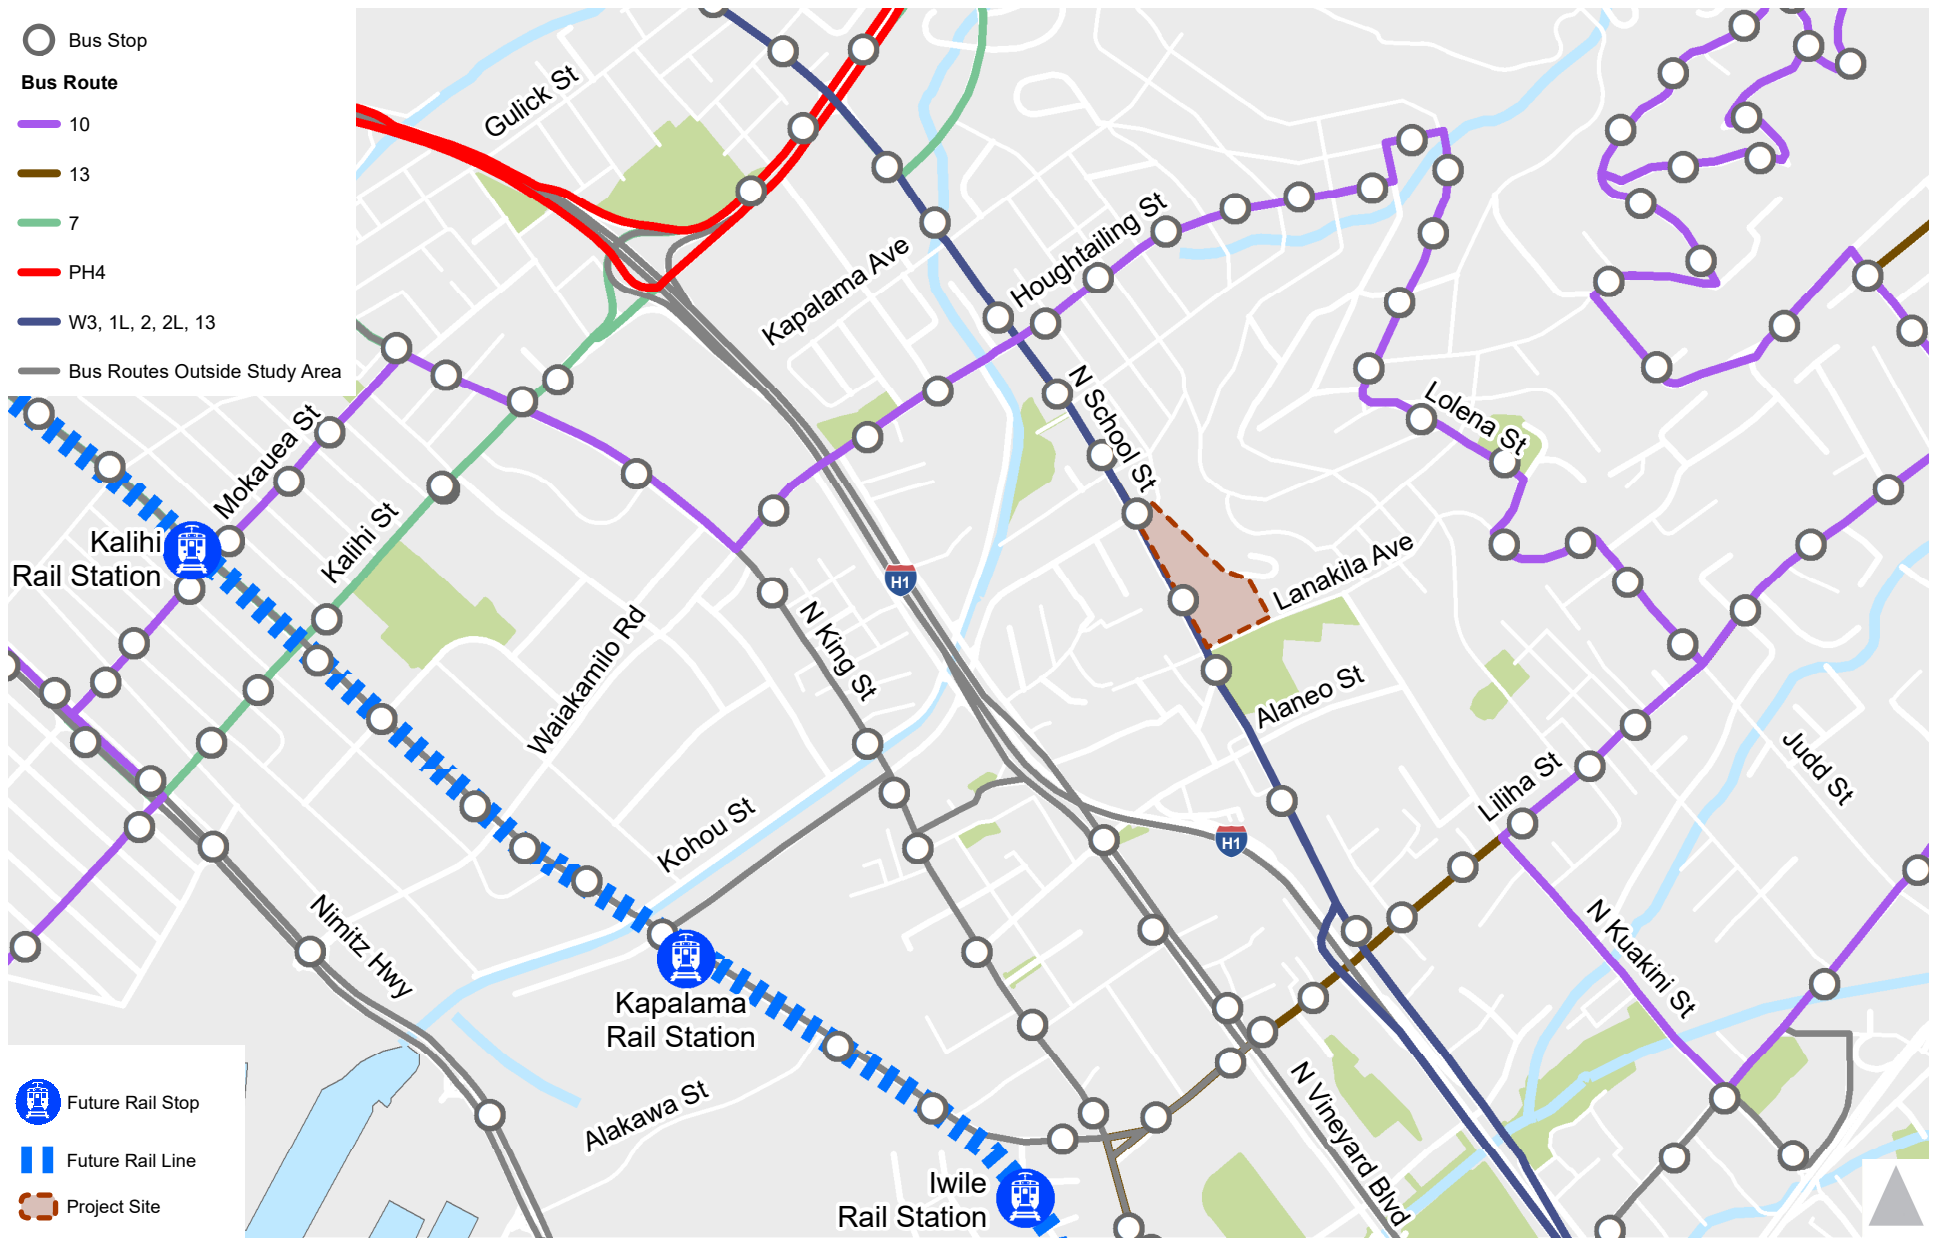 Bus Stop
Bus Route
10
13
7
PH4
W3, 1L, 2, 2L, 13
Bus Routes Outside Study Area
Gulick St
Kapalama Ave
Houghtailing St
N School St
Lolena St
Mokauea St
Kalihi St
Kalihi
Rail Station
H1
Lanakila Ave
Waiakamilo Rd
N King St
Alaneo St
Liliha St
Judd St
H1
Kohou St
Nimitz Hwy
N Kuakini St
Kapalama
Rail Station
Alakawa St
N Vineyard Blvd
Iwile
Rail Station
Future Rail Stop
Future Rail Line
Project Site